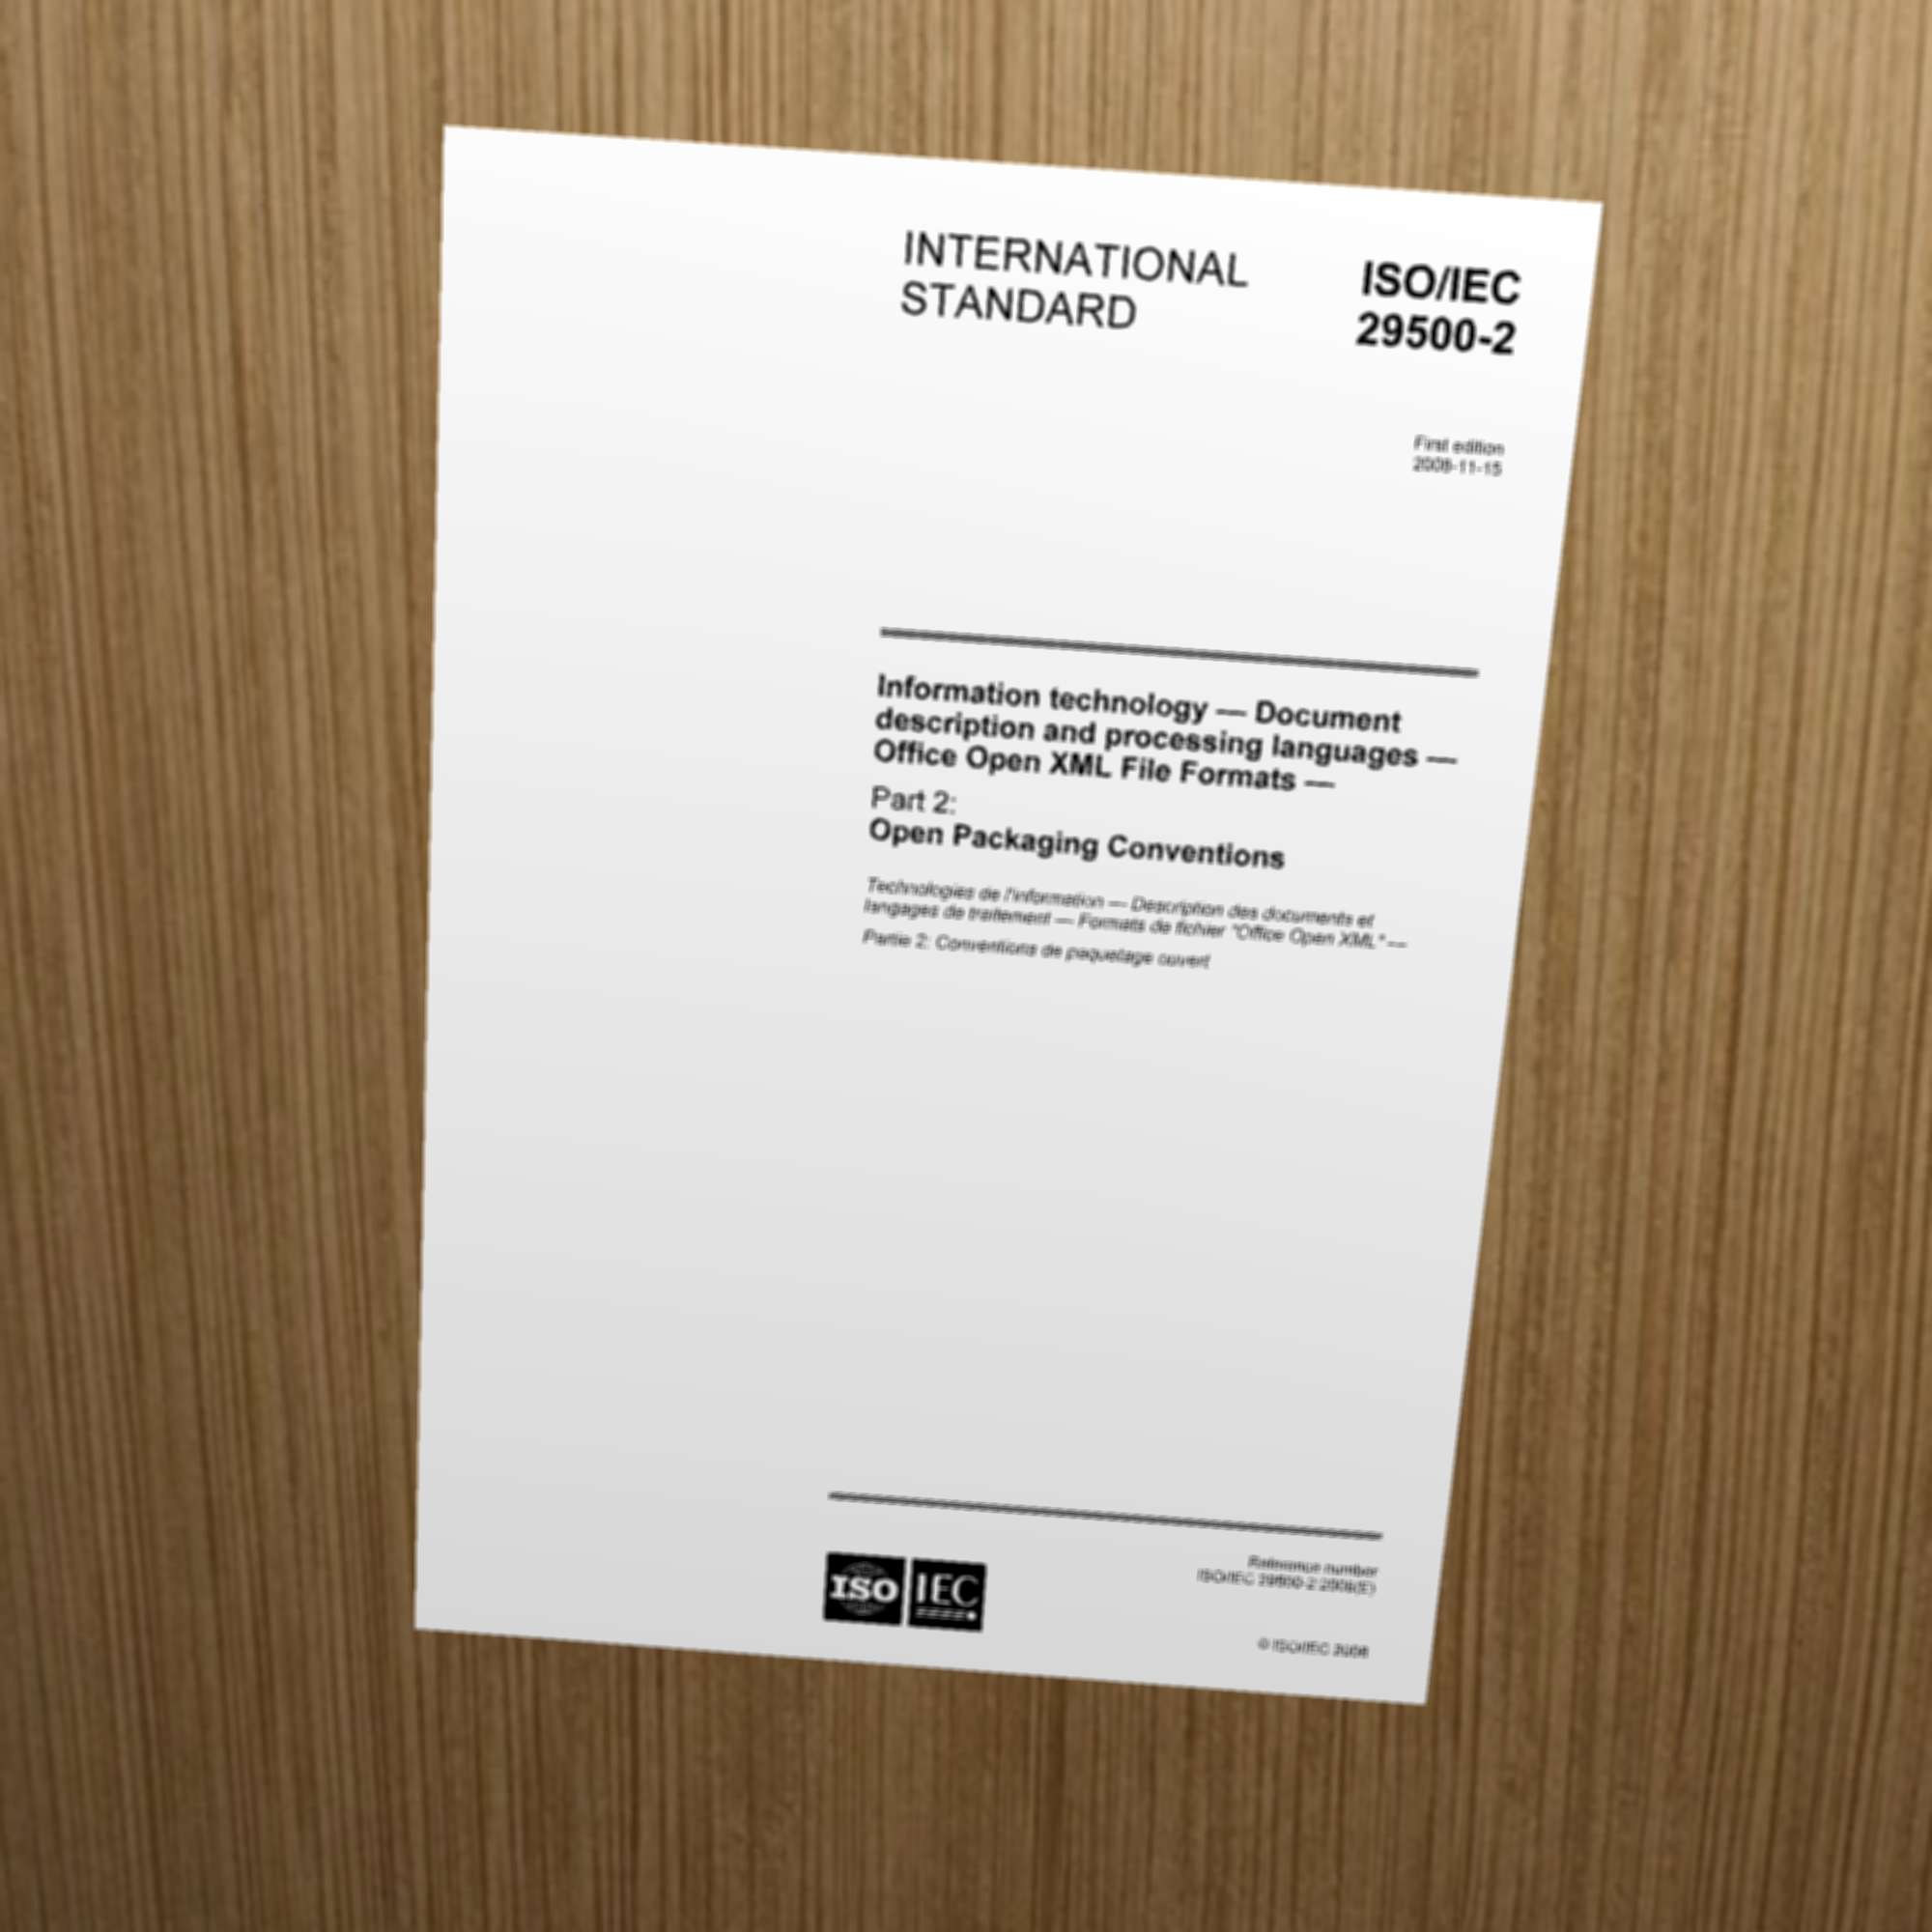 INTERNATIONAL
STANDARD
ISO/IEC
29500-2
First edition
2008-11-15
Information technology — Document
description and processing languages —
Office Open XML File Formats —
Part 2:
Open Packaging Conventions
Technologies de l'information — Description des documents et
langages de traitement — Formats de fichier "Office Open XML" —
Partie 2: Conventions de paquetage ouvert
ISO IEC
Reference number
ISO/IEC 29500-2:2008(E)
© ISO/IEC 2008